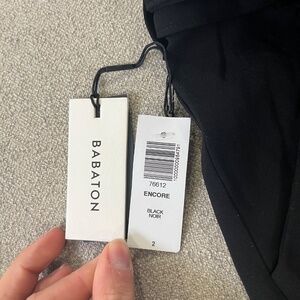 BABATON
76612
ENCORE
BLACK
NOIR
2